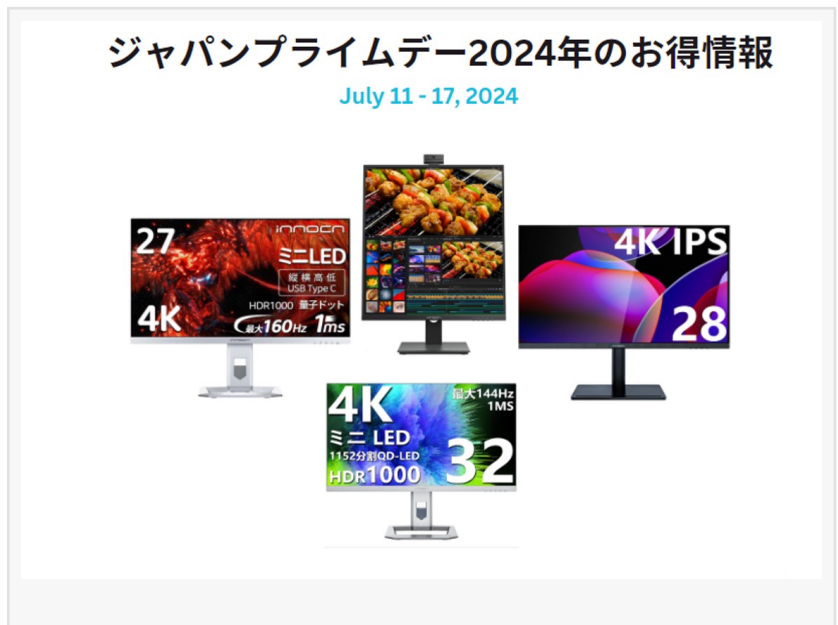 ジャパンプライムデー2024年のお得情報
July 11 - 17, 2024
27
INNOCN
ミニLED
縦横高低
USB Type C
HDR1000 量子ドット
4K
最大160Hz 1ms
4K IPS
28
4K
最大144Hz
1MS
ミニ LED
1152分割QD-LED
HDR1000
32